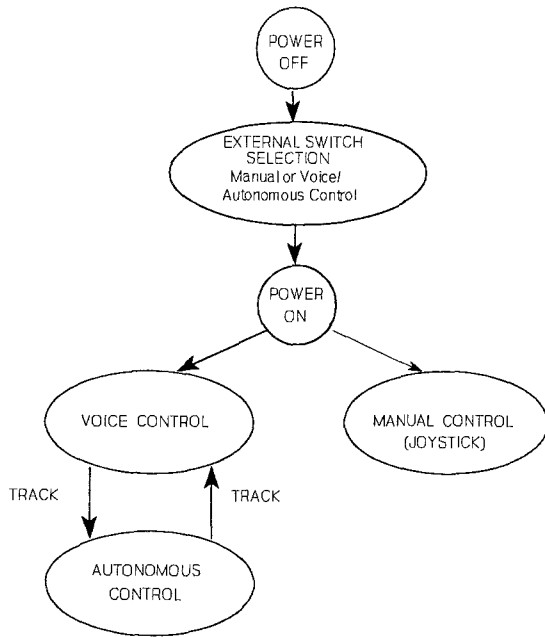 POWER
OFF
EXTERNAL SWITCH
SELECTION
Manual or Voice/
Autonomous Control
POWER
ON
VOICE CONTROL
MANUAL CONTROL
(JOYSTICK)
TRACK
TRACK
AUTONOMOUS
CONTROL